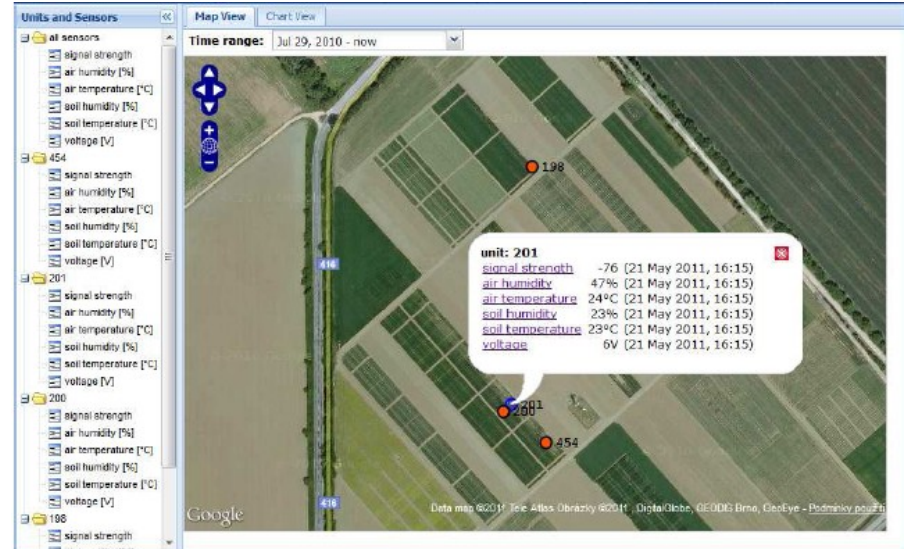 Units and Sensors
all sensors
signal strength
air humidity [%]
air temperature [°C]
soil humidity [%]
soil temperature [°C]
voltage [V]
454
signal strength
air humidity [%]
air temperature [°C]
soil humidity [%]
soil temperature [°C]
voltage [V]
201
signal strength
air humidity [%]
air temperature [°C]
soil humidity [%]
soil temperature [°C]
voltage [V]
200
signal strength
air humidity [%]
air temperature [°C]
soil humidity [%]
soil temperature [°C]
voltage [V]
198
signal strength
Map View Chart View
Time range: Jul 29, 2010 - now
198
416
unit: 201
signal strength -76 (21 May 2011, 16:15)
air humidity 47% (21 May 2011, 16:15)
air temperature 24°C (21 May 2011, 16:15)
soil humidity 23% (21 May 2011, 16:15)
soil temperature 23°C (21 May 2011, 16:15)
voltage 6V (21 May 2011, 16:15)
201
200
454
416
Google
Data map ©2011 Tele Atlas Obrázky ©2011 , DigitalGlobe, GEODIS Brno, GeoEye - Podmínky použití